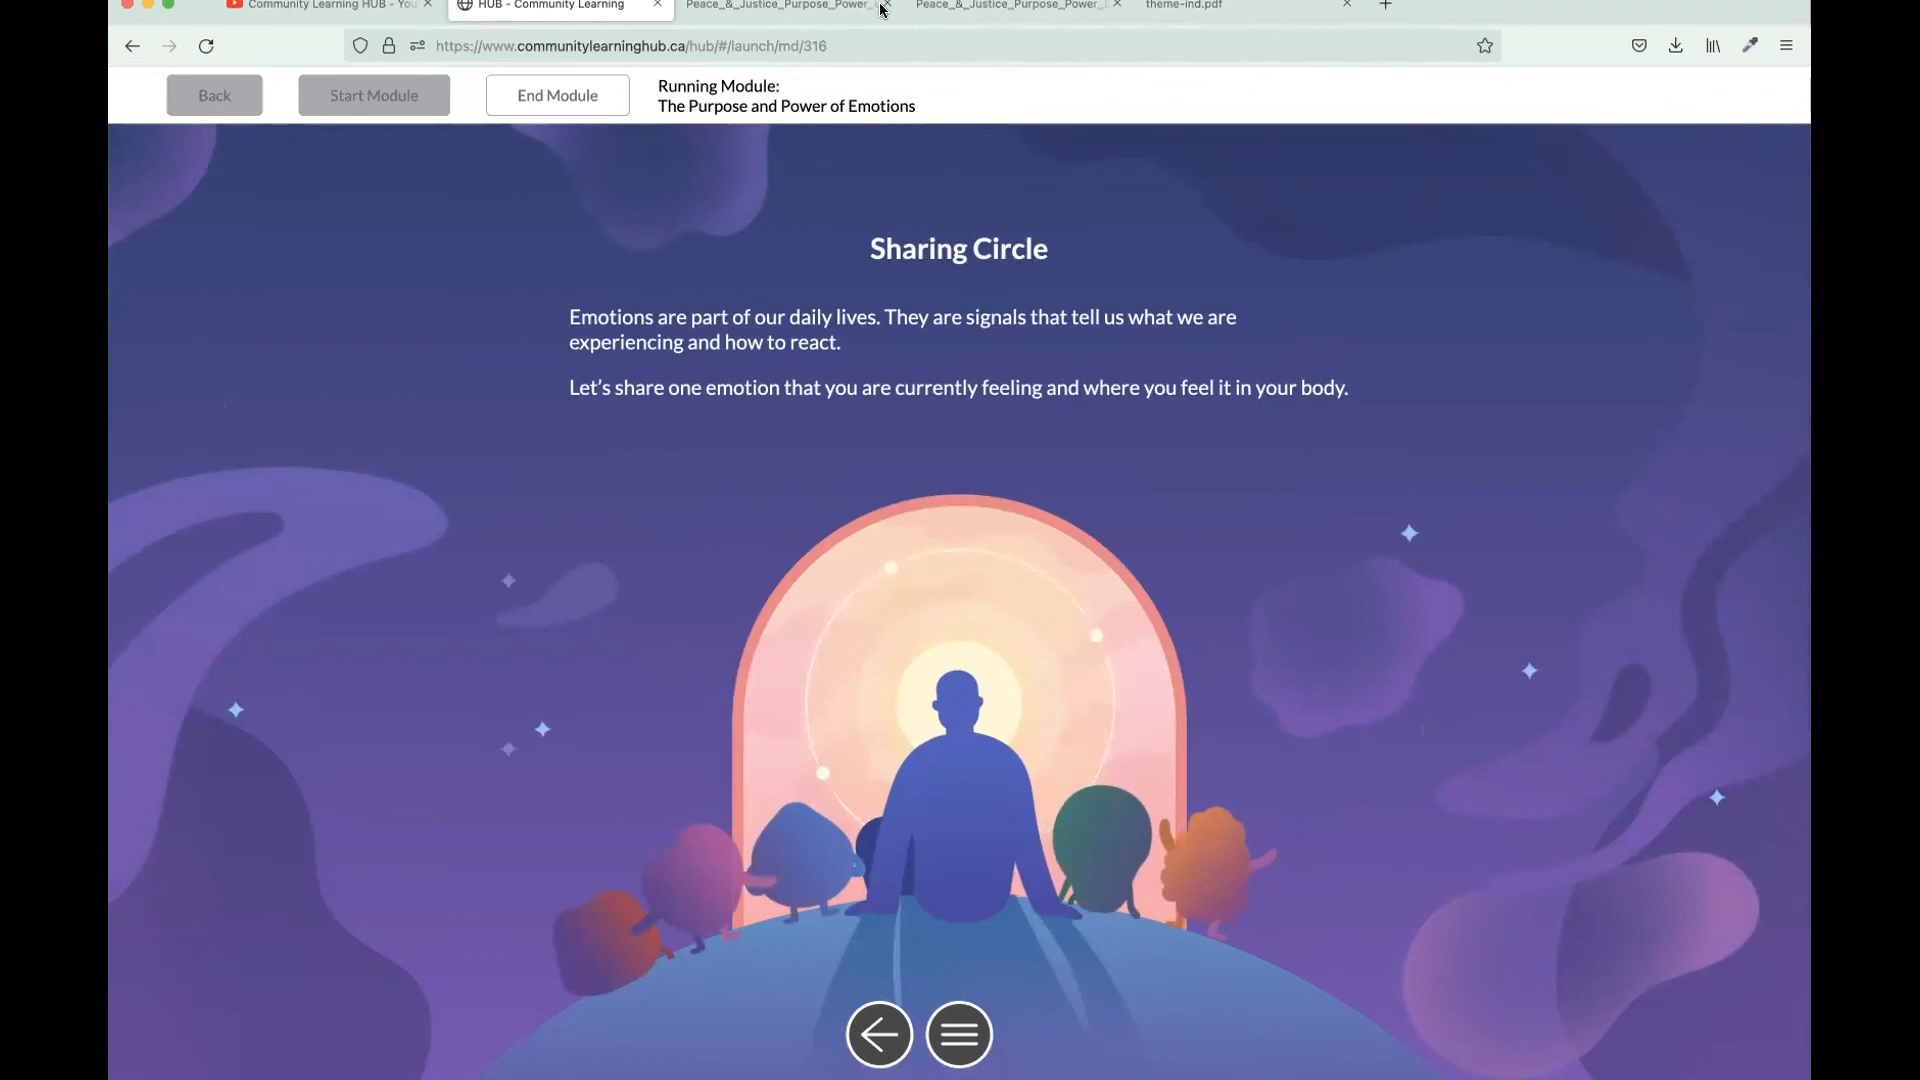 Community Learning HUB - You
HUB - Community Learning
Peace_&_Justice_Purpose_Power_
Peace_&_Justice_Purpose_Power_
theme-ind.pdf
https://www.communitylearninghub.ca/hub/#/launch/md/316
Back
Start Module
End Module
Running Module:
The Purpose and Power of Emotions
Sharing Circle
Emotions are part of our daily lives. They are signals that tell us what we are
experiencing and how to react.
Let's share one emotion that you are currently feeling and where you feel it in your body.